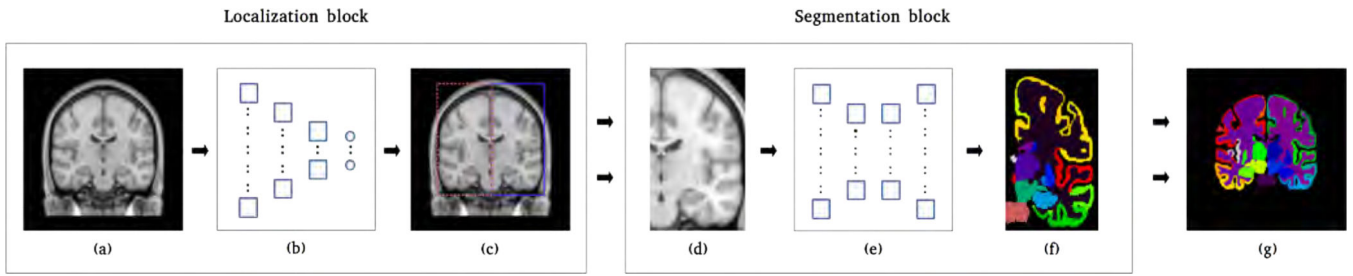 Localization block
Segmentation block
(a)
(b)
(c)
(d)
(e)
(f)
(g)